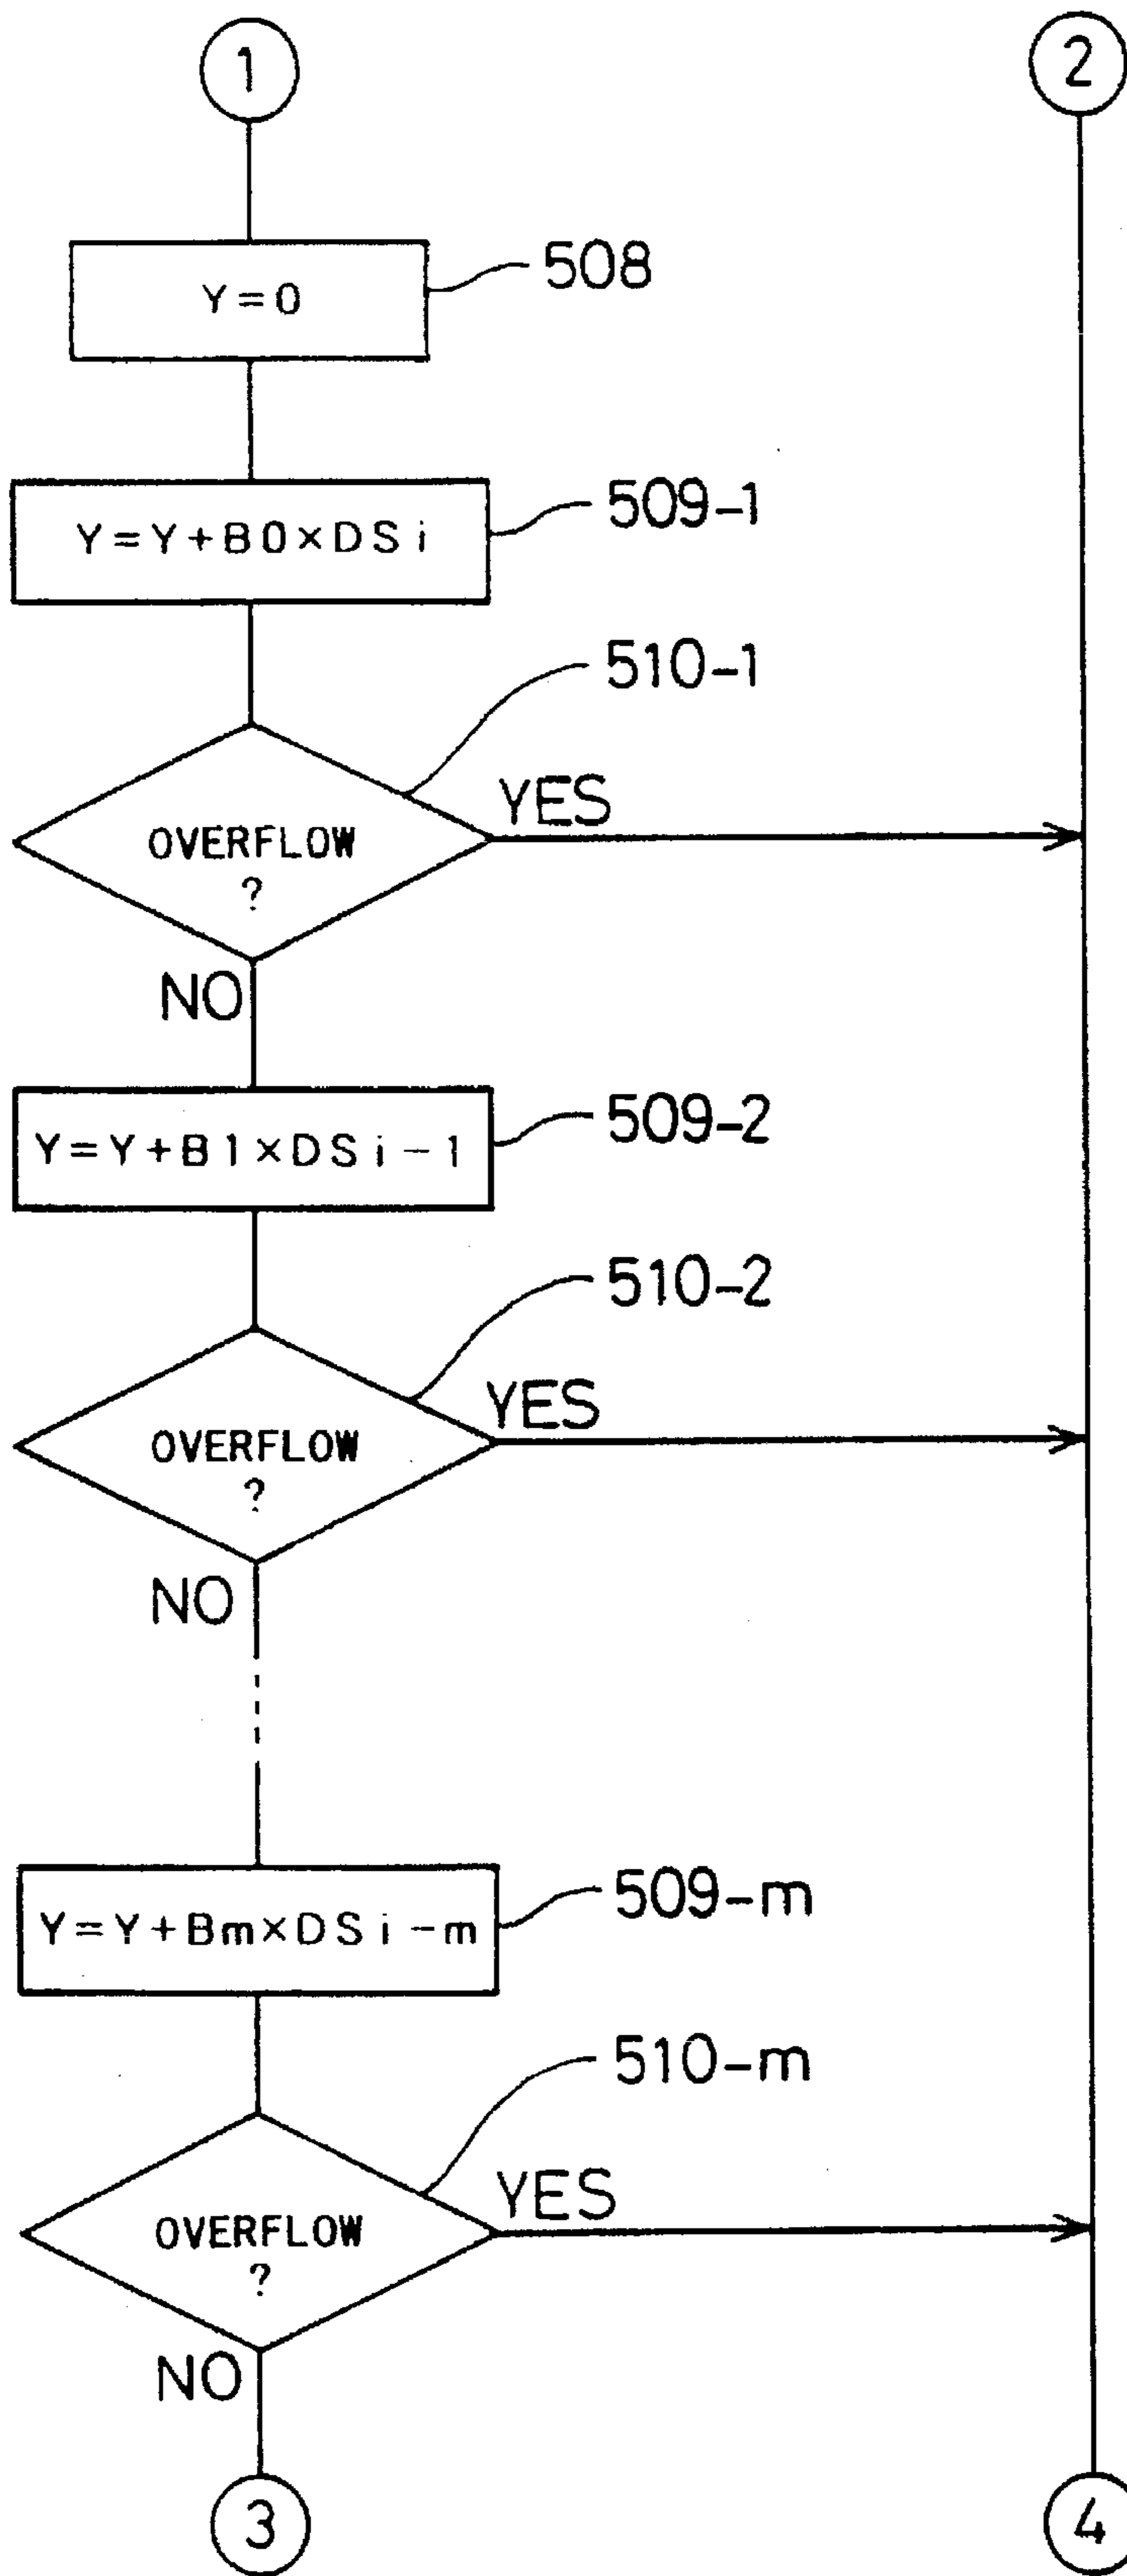 1
2
Y=0
508
Y=Y+B0×DSi
509-1
510-1
OVERFLOW
?
YES
NO
Y=Y+B1×DSi-1
509-2
510-2
OVERFLOW
?
YES
NO
Y=Y+Bm×DSi-m
509-m
510-m
OVERFLOW
?
YES
NO
3
4